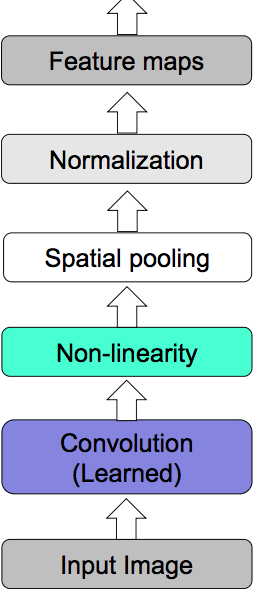 Feature maps
Normalization
Spatial pooling
Non-linearity
Convolution
(Learned)
Input Image